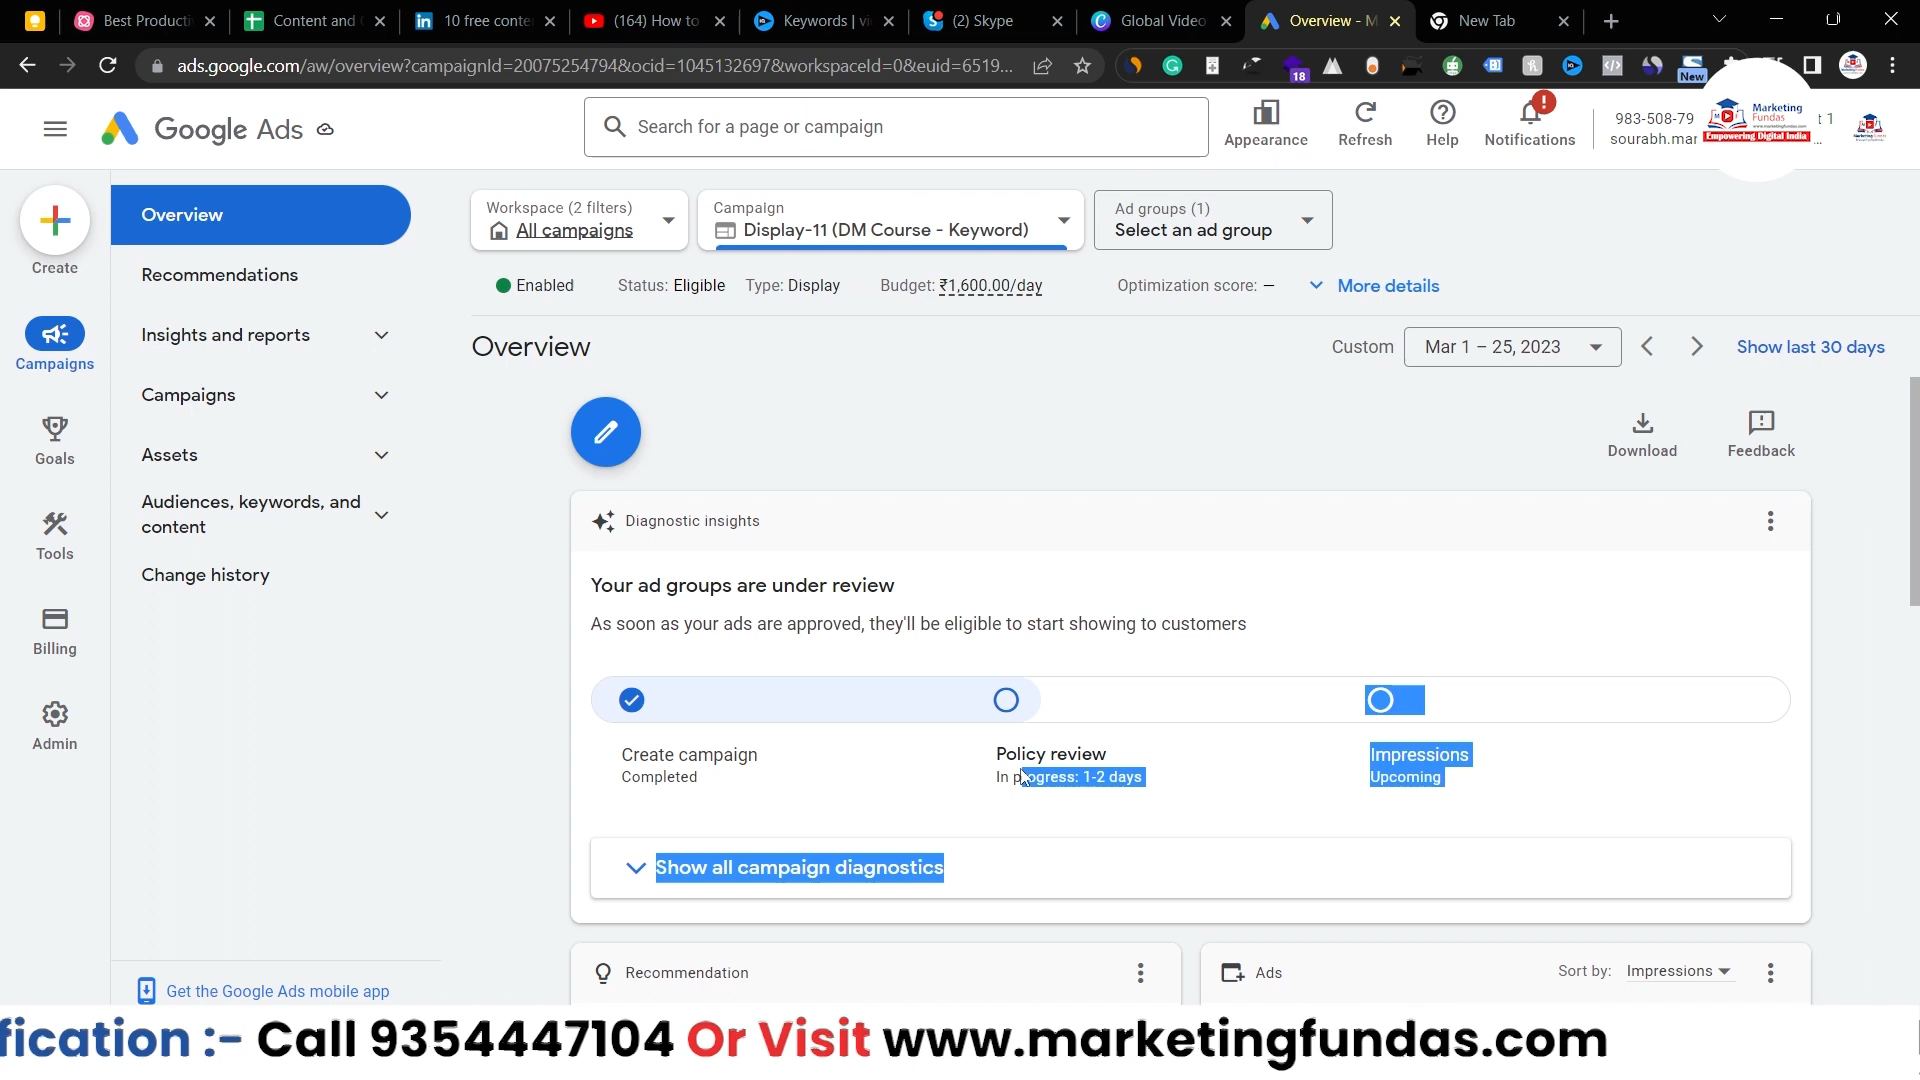 Best Producti
Content and
10 free conte
(164) How to
Keywords | vi
(2) Skype
Global Video
Overview - M
New Tab
ads.google.com/aw/overview?campaignId=20075254794&ocid=1045132697&workspaceId=0&euid=6519...
18
New
Google Ads
Search for a page or campaign
Appearance
Refresh
Help
Notifications
983-508-79
t 1
sourabh.mar
...
Marketing
Fundas
Empowering Digital India
Create
Campaigns
Goals
Tools
Billing
Admin
Overview
Recommendations
Insights and reports
Campaigns
Assets
Audiences, keywords, and
content
Change history
Get the Google Ads mobile app
Workspace (2 filters)
All campaigns
Campaign
Display-11 (DM Course - Keyword)
Ad groups (1)
Select an ad group
Enabled
Status: Eligible
Type: Display
Budget: ₹1,600.00/day
Optimization score: –
More details
Overview
Custom
Mar 1 – 25, 2023
Show last 30 days
Download
Feedback
Diagnostic insights
Your ad groups are under review
As soon as your ads are approved, they'll be eligible to start showing to customers
Create campaign
Completed
Policy review
In progress: 1-2 days
Impressions
Upcoming
Show all campaign diagnostics
Recommendation
Ads
Sort by: Impressions
fication :- Call 9354447104 Or Visit www.marketingfundas.com